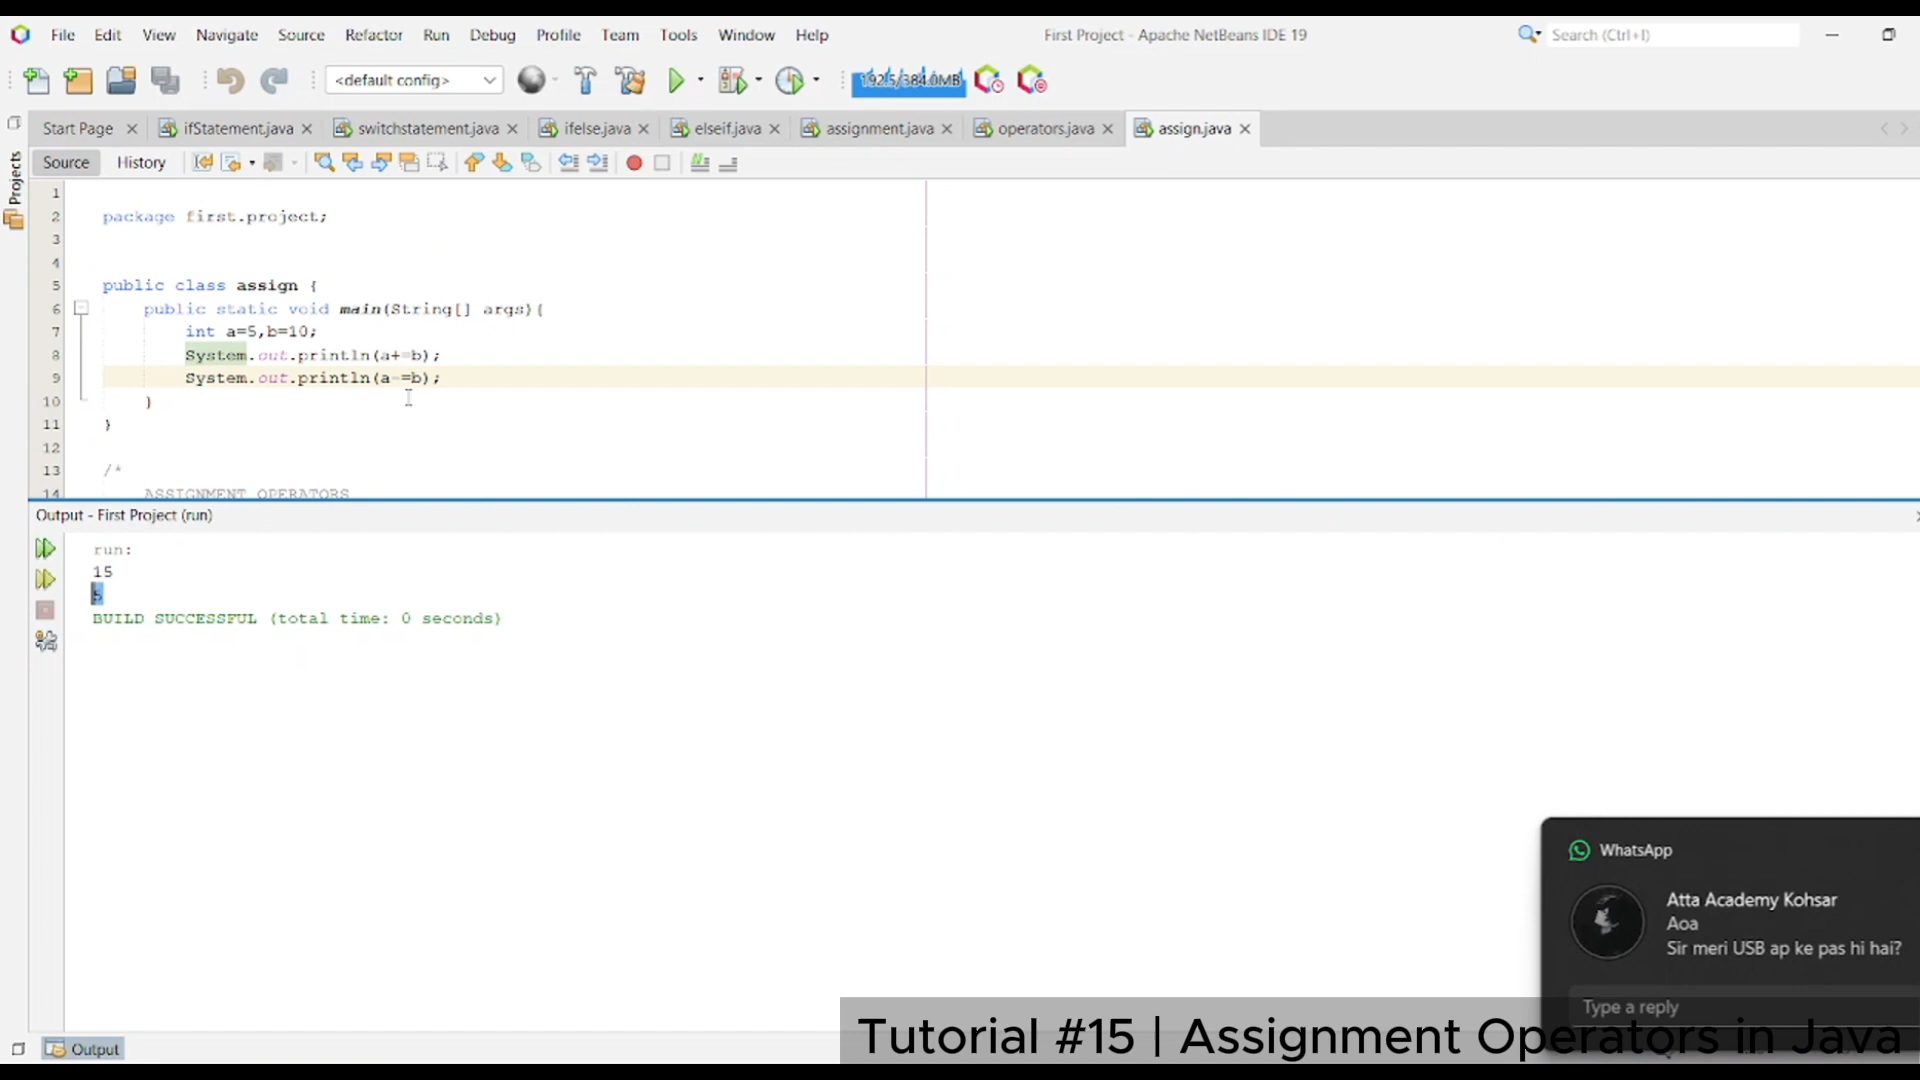 File Edit View Navigate Source Refactor Run Debug Profile Team Tools Window Help First Project - Apache NetBeans IDE 19 Search (Ctrl+I)
<default config> 192.5/384.0MB
Projects
Start Page ifStatement.java switchstatement.java ifelse.java elseif.java assignment.java operators.java assign.java
Source History
1
2 package first.project;
3
4
5 public class assign {
6 public static void main(String[] args){
7 int a=5,b=10;
8 System.out.println(a+=b);
9 System.out.println(a-=b);
10 }
11 }
12
13 /*
14 ASSIGNMENT OPERATORS
Output - First Project (run)
run:
15
5
BUILD SUCCESSFUL (total time: 0 seconds)
WhatsApp
Atta Academy Kohsar
Aoa
Sir meri USB ap ke pas hi hai?
Type a reply
Tutorial #15 | Assignment Operators in Java
Output